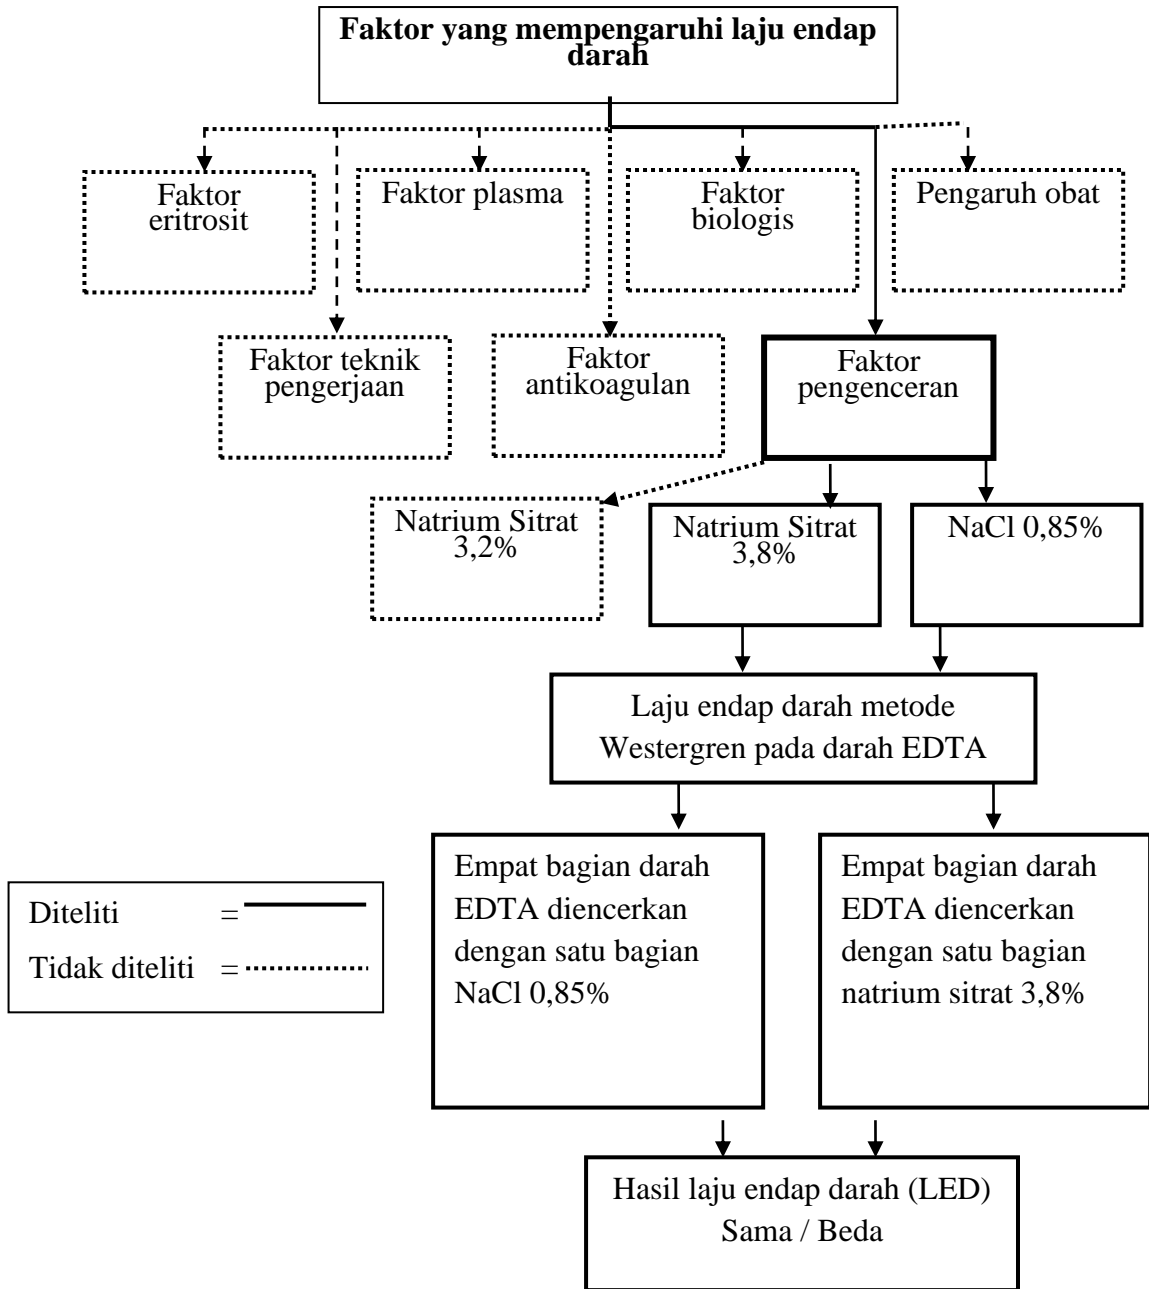 Faktor yang mempengaruhi laju endap
darah
Faktor
eritrosit
Faktor plasma
Faktor
biologis
Pengaruh obat
Faktor teknik
pengerjaan
Faktor
antikoagulan
Faktor
pengenceran
Natrium Sitrat
3,2%
Natrium Sitrat
3,8%
NaCl 0,85%
Laju endap darah metode
Westergren pada darah EDTA
Empat bagian darah
EDTA diencerkan
dengan satu bagian
NaCl 0,85%
Empat bagian darah
EDTA diencerkan
dengan satu bagian
natrium sitrat 3,8%
Diteliti =
Tidak diteliti =
Hasil laju endap darah (LED)
Sama / Beda